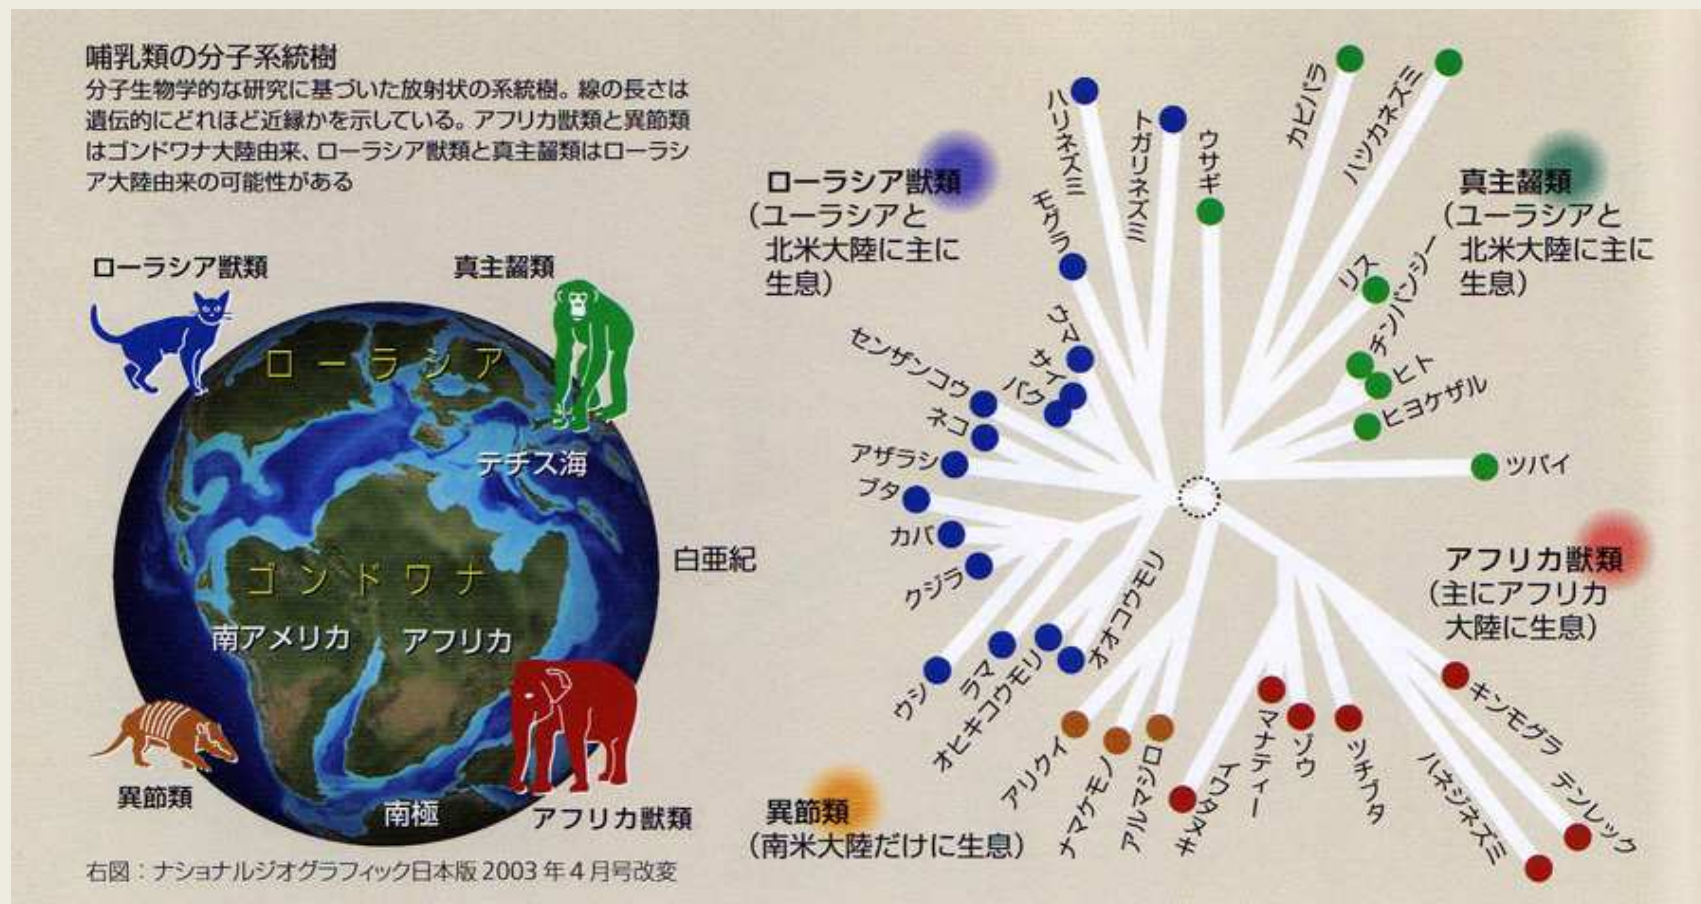 哺乳類の分子系統樹
分子生物学的な研究に基づいた放射状の系統樹。線の長さは
遺伝的にどれほど近縁かを示している。アフリカ獣類と異節類
はゴンドワナ大陸由来、ローラシア獣類と真主齧類はローラシ
ア大陸由来の可能性がある
ローラシア獣類
真主齧類
ローラシア
テチス海
ゴンドワナ
南アメリカ
アフリカ
白亜紀
異節類
南極
アフリカ獣類
右図：ナショナルジオグラフィック日本版2003年4月号改変
ローラシア獣類
（ユーラシアと
北米大陸に主に
生息）
ハリネズミ
トガリネズミ
モグラ
ウマ
サイ
バク
センザンコウ
ネコ
アザラシ
ブタ
カバ
クジラ
ウシ
ラマ
オヒキコウモリ
オオコウモリ
ウサギ
カピバラ
ハツカネズミ
リス
チンパンジー
ヒト
ヒヨケザル
ツパイ
真主齧類
（ユーラシアと
北米大陸に主に
生息）
アフリカ獣類
（主にアフリカ
大陸に生息）
キンモグラ
テンレック
ハネジネズミ
ツチブタ
ゾウ
マナティー
イワダヌキ
アルマジロ
ナマケモノ
アリクイ
異節類
（南米大陸だけに生息）